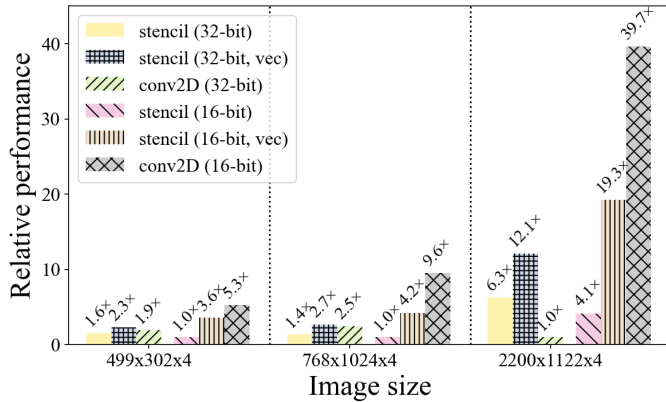 Relative performance
40
30
20
10
0
stencil (32-bit)
stencil (32-bit, vec)
conv2D (32-bit)
stencil (16-bit)
stencil (16-bit, vec)
conv2D (16-bit)
1.6×
2.3×
1.9×
1.0×
3.6×
5.3×
1.4×
2.7×
2.5×
1.0×
4.2×
9.6×
6.3×
12.1×
1.0×
4.1×
19.3×
39.7×
499x302x4
768x1024x4
2200x1122x4
Image size